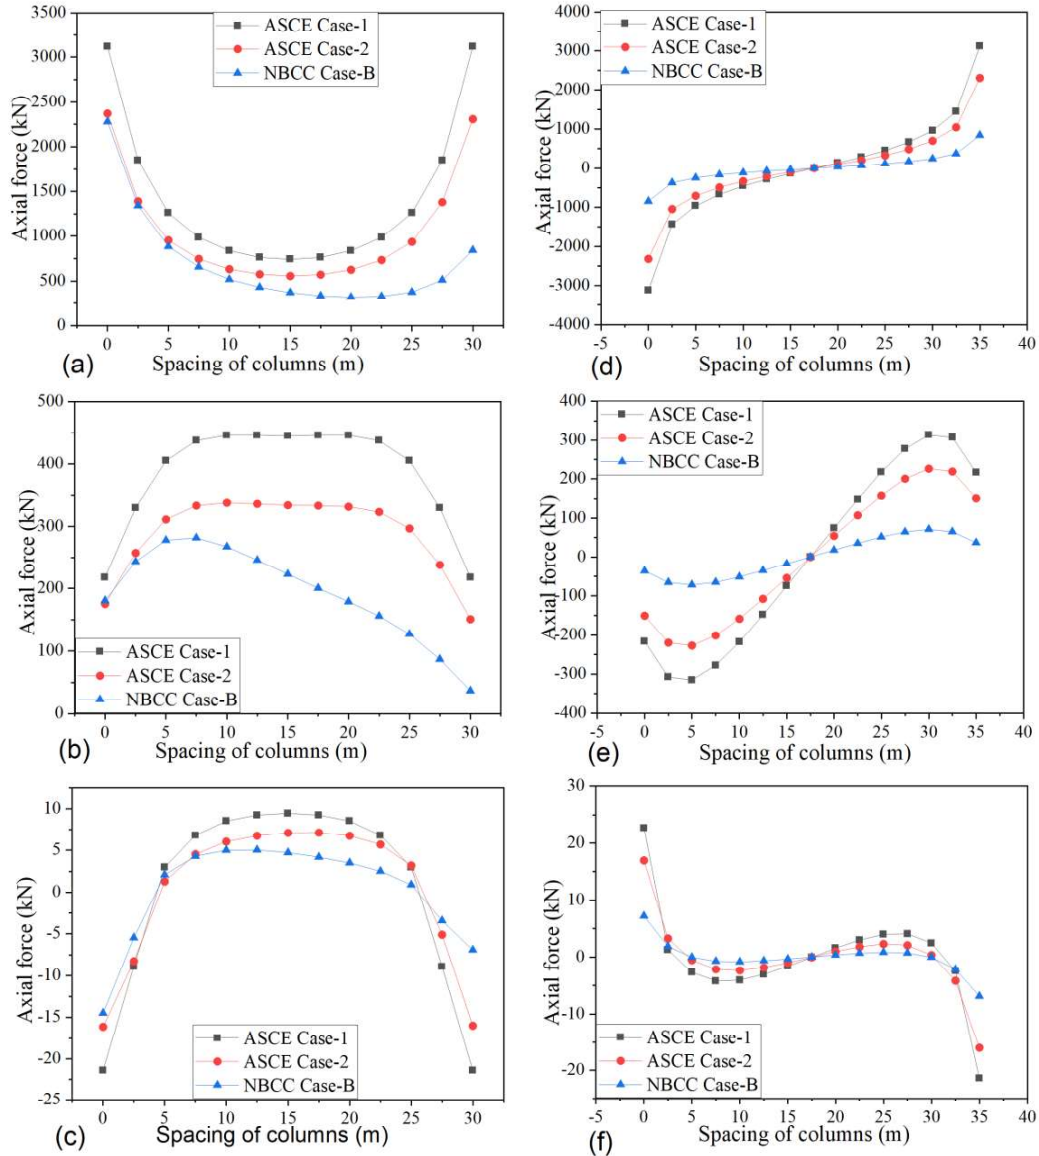 ASCE Case-1
ASCE Case-2
NBCC Case-B
3500
3000
2500
2000
1500
1000
500
0
Axial force (kN)
0 5 10 15 20 25 30
Spacing of columns (m)
(a)
ASCE Case-1
ASCE Case-2
NBCC Case-B
4000
3000
2000
1000
0
-1000
-2000
-3000
-4000
Axial force (kN)
-5 0 5 10 15 20 25 30 35 40
Spacing of columns (m)
(d)
500
400
300
200
100
0
Axial force (kN)
ASCE Case-1
ASCE Case-2
NBCC Case-B
0 5 10 15 20 25 30
Spacing of columns (m)
(b)
ASCE Case-1
ASCE Case-2
NBCC Case-B
400
300
200
100
0
-100
-200
-300
-400
Axial force (kN)
-5 0 5 10 15 20 25 30 35 40
Spacing of columns (m)
(e)
10
5
0
-5
-10
-15
-20
-25
Axial force (kN)
ASCE Case-1
ASCE Case-2
NBCC Case-B
0 5 10 15 20 25 30
Spacing of columns (m)
(c)
30
20
10
0
-10
-20
Axial force (kN)
ASCE Case-1
ASCE Case-2
NBCC Case-B
-5 0 5 10 15 20 25 30 35 40
Spacing of columns (m)
(f)